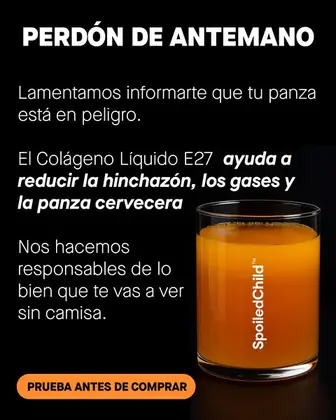 PERDÓN DE ANTEMANO
Lamentamos informarte que tu panza
está en peligro.
El Colágeno Líquido E27 ayuda a
reducir la hinchazón, los gases y
la panza cervecera
Nos hacemos
responsables de lo
bien que te vas a ver
sin camisa.
SpoiledChild™
PRUEBA ANTES DE COMPRAR